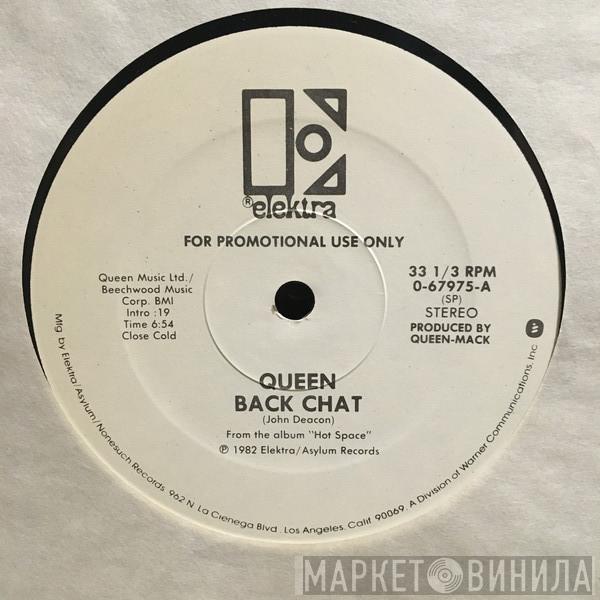 ® elektra
FOR PROMOTIONAL USE ONLY
Queen Music Ltd./
Beechwood Music
Corp. BMI
Intro :19
Time 6:54
Close Cold
33 1/3 RPM
0-67975-A
(SP)
STEREO
PRODUCED BY
QUEEN-MACK
QUEEN
BACK CHAT
(John Deacon)
From the album "Hot Space"
℗ 1982 Elektra/Asylum Records
Mfg by Elektra/Asylum/Nonesuch Records 962 N. La Cienega Blvd., Los Angeles, Calif. 90069. A Division of Warner Communications, Inc.
МАРКЕТ ВИНИЛА